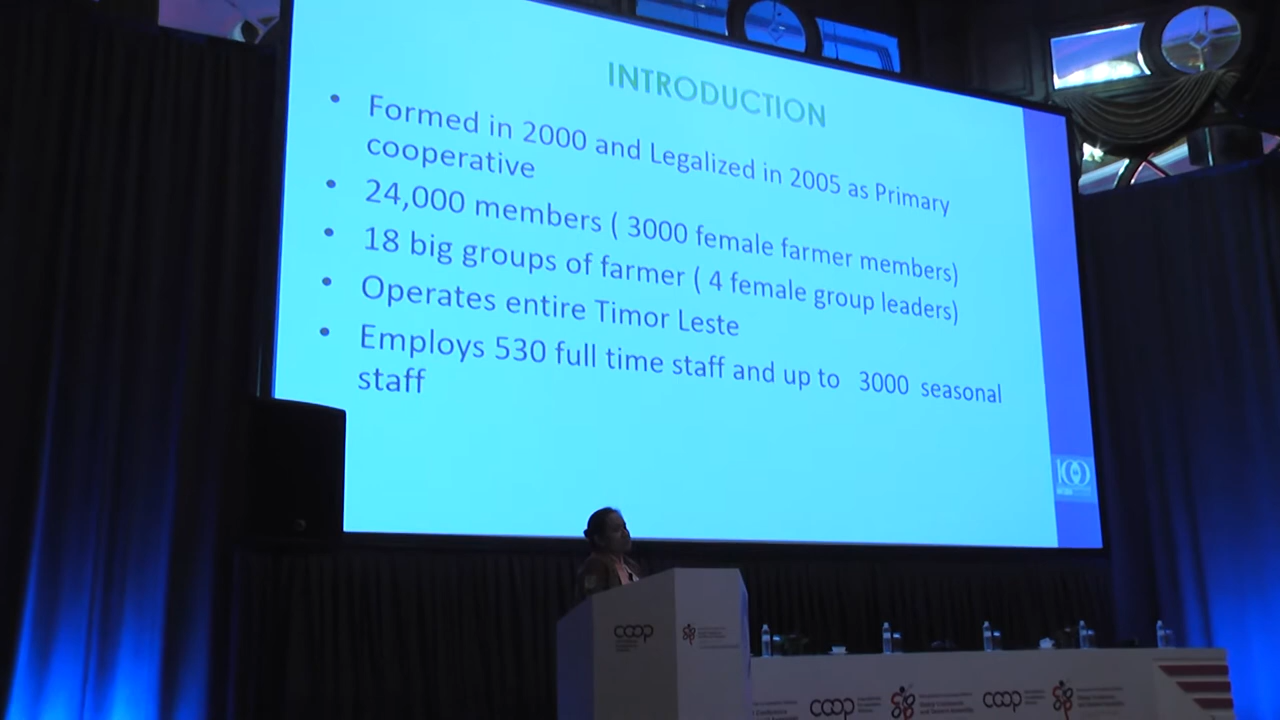 INTRODUCTION
• Formed in 2000 and Legalized in 2005 as Primary
cooperative
• 24,000 members ( 3000 female farmer members)
• 18 big groups of farmer ( 4 female group leaders)
• Operates entire Timor Leste
• Employs 530 full time staff and up to 3000 seasonal
staff
100
coop
coop coop